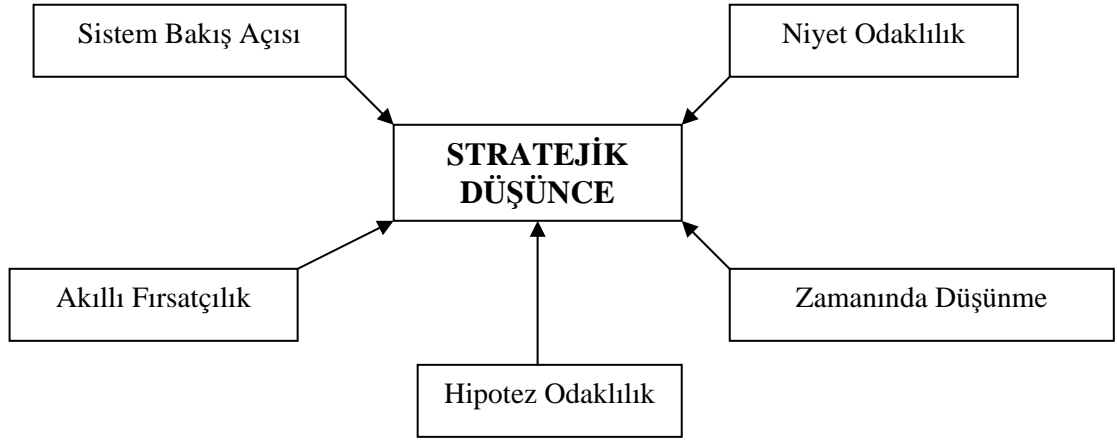 Sistem Bakış Açısı
Niyet Odaklılık
STRATEJİK
DÜŞÜNCE
Akıllı Fırsatçılık
Zamanında Düşünme
Hipotez Odaklılık